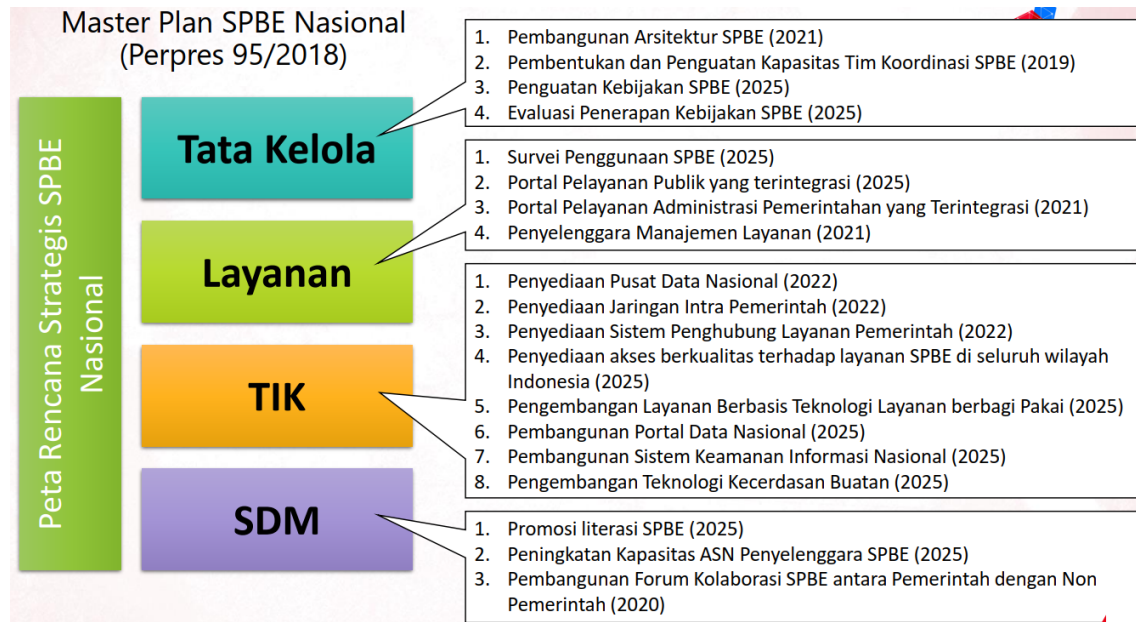 Master Plan SPBE Nasional
(Perpres 95/2018)
Peta Rencana Strategis SPBE
Nasional
Tata Kelola
1. Pembangunan Arsitektur SPBE (2021)
2. Pembentukan dan Penguatan Kapasitas Tim Koordinasi SPBE (2019)
3. Penguatan Kebijakan SPBE (2025)
4. Evaluasi Penerapan Kebijakan SPBE (2025)
Layanan
1. Survei Penggunaan SPBE (2025)
2. Portal Pelayanan Publik yang terintegrasi (2025)
3. Portal Pelayanan Administrasi Pemerintahan yang Terintegrasi (2021)
4. Penyelenggara Manajemen Layanan (2021)
TIK
1. Penyediaan Pusat Data Nasional (2022)
2. Penyediaan Jaringan Intra Pemerintah (2022)
3. Penyediaan Sistem Penghubung Layanan Pemerintah (2022)
4. Penyediaan akses berkualitas terhadap layanan SPBE di seluruh wilayah
Indonesia (2025)
5. Pengembangan Layanan Berbasis Teknologi Layanan berbagi Pakai (2025)
6. Pembangunan Portal Data Nasional (2025)
7. Pembangunan Sistem Keamanan Informasi Nasional (2025)
8. Pengembangan Teknologi Kecerdasan Buatan (2025)
SDM
1. Promosi literasi SPBE (2025)
2. Peningkatan Kapasitas ASN Penyelenggara SPBE (2025)
3. Pembangunan Forum Kolaborasi SPBE antara Pemerintah dengan Non
Pemerintah (2020)